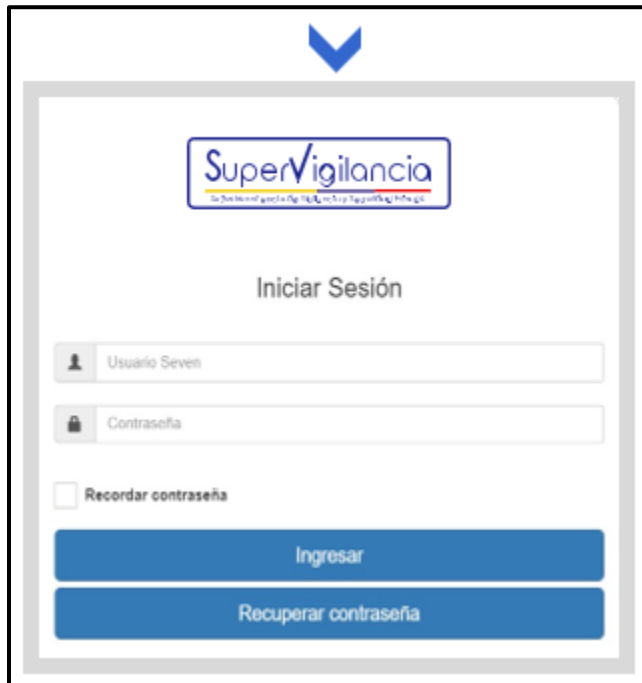 SuperVigilancia
Iniciar Sesión
Usuario Seven
Contraseña
Recordar contraseña
Ingresar
Recuperar contraseña